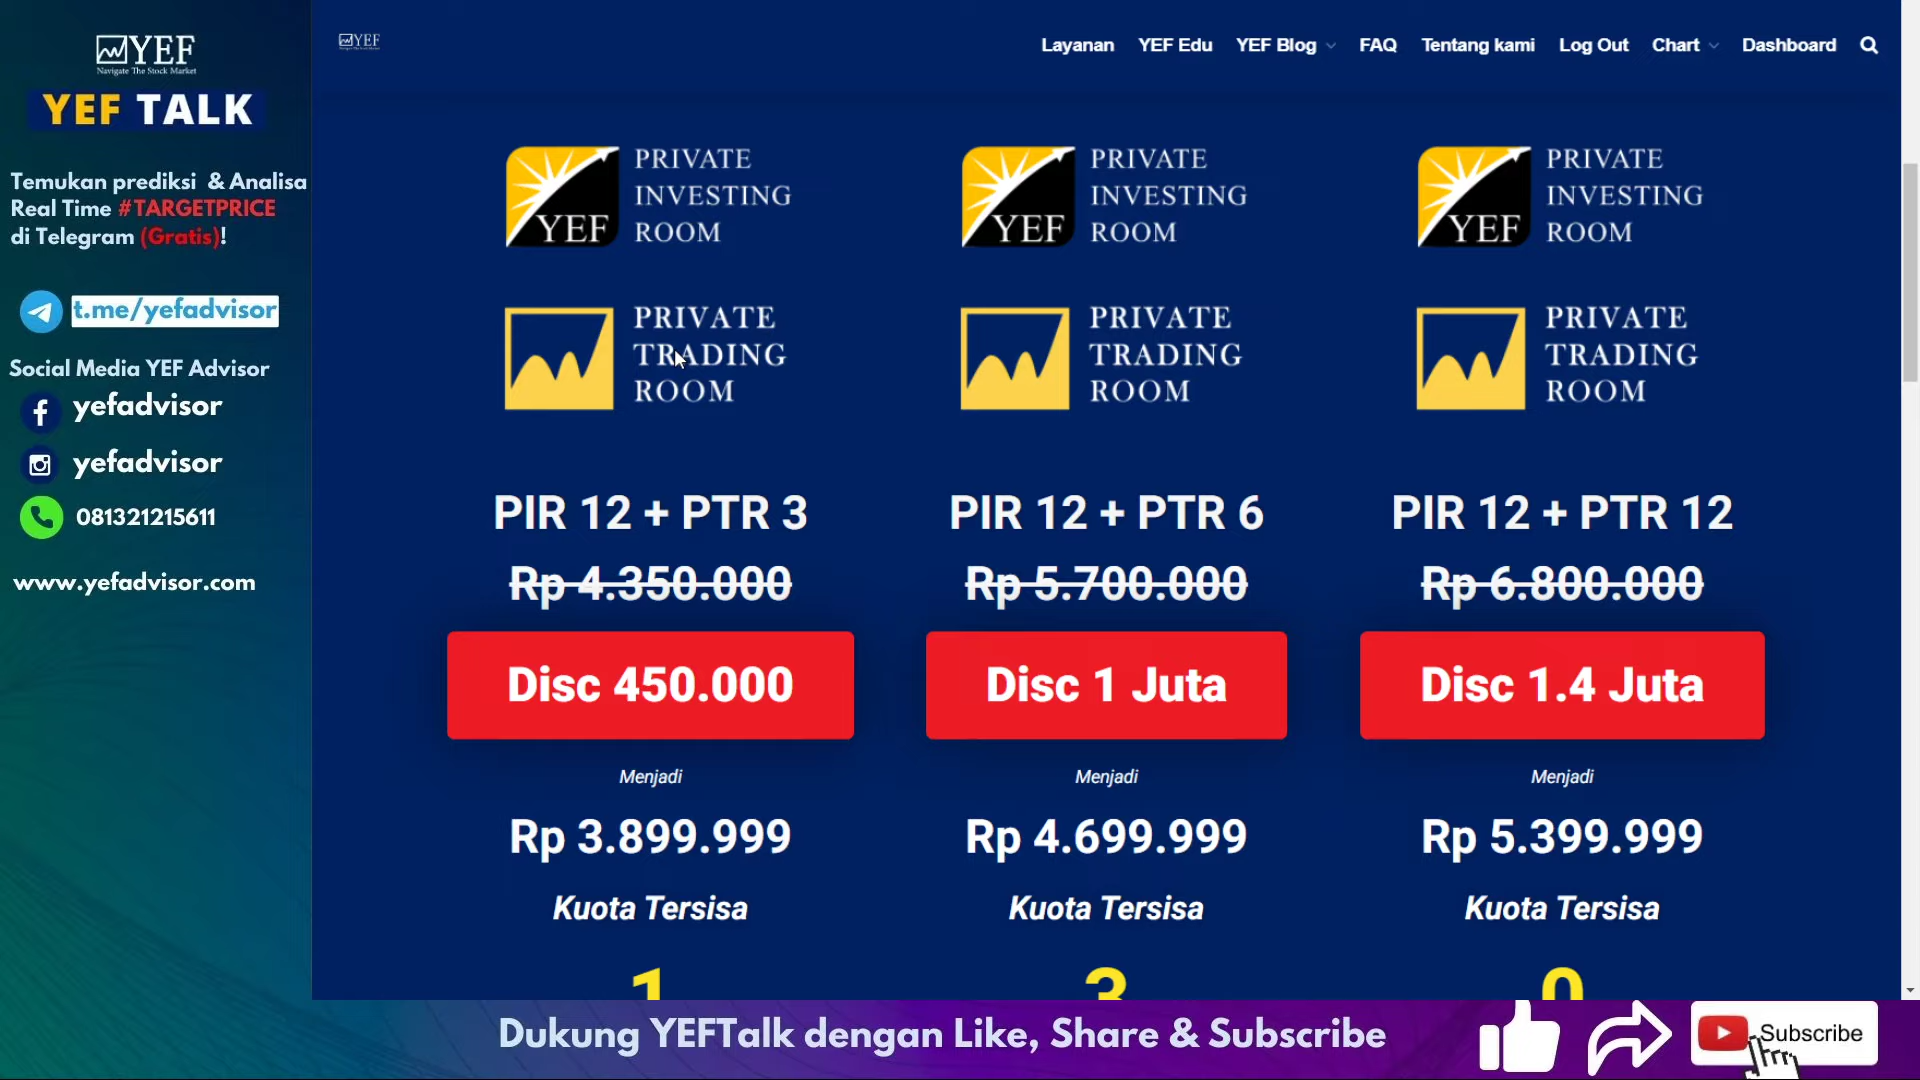 YEF
Navigate The Stock Market
YEF TALK
Temukan prediksi & Analisa
Real Time #TARGETPRICE
di Telegram (Gratis)!
t.me/yefadvisor
Social Media YEF Advisor
yefadvisor
yefadvisor
081321215611
www.yefadvisor.com
YEF
Layanan YEF Edu YEF Blog FAQ Tentang kami Log Out Chart Dashboard
YEF PRIVATE INVESTING ROOM
YEF PRIVATE INVESTING ROOM
YEF PRIVATE INVESTING ROOM
PRIVATE TRADING ROOM
PRIVATE TRADING ROOM
PRIVATE TRADING ROOM
PIR 12 + PTR 3 PIR 12 + PTR 6 PIR 12 + PTR 12
Rp 4.350.000 Rp 5.700.000 Rp 6.800.000
Disc 450.000 Disc 1 Juta Disc 1.4 Juta
Menjadi Menjadi Menjadi
Rp 3.899.999 Rp 4.699.999 Rp 5.399.999
Kuota Tersisa Kuota Tersisa Kuota Tersisa
1 3 0
Dukung YEFTalk dengan Like, Share & Subscribe
Subscribe